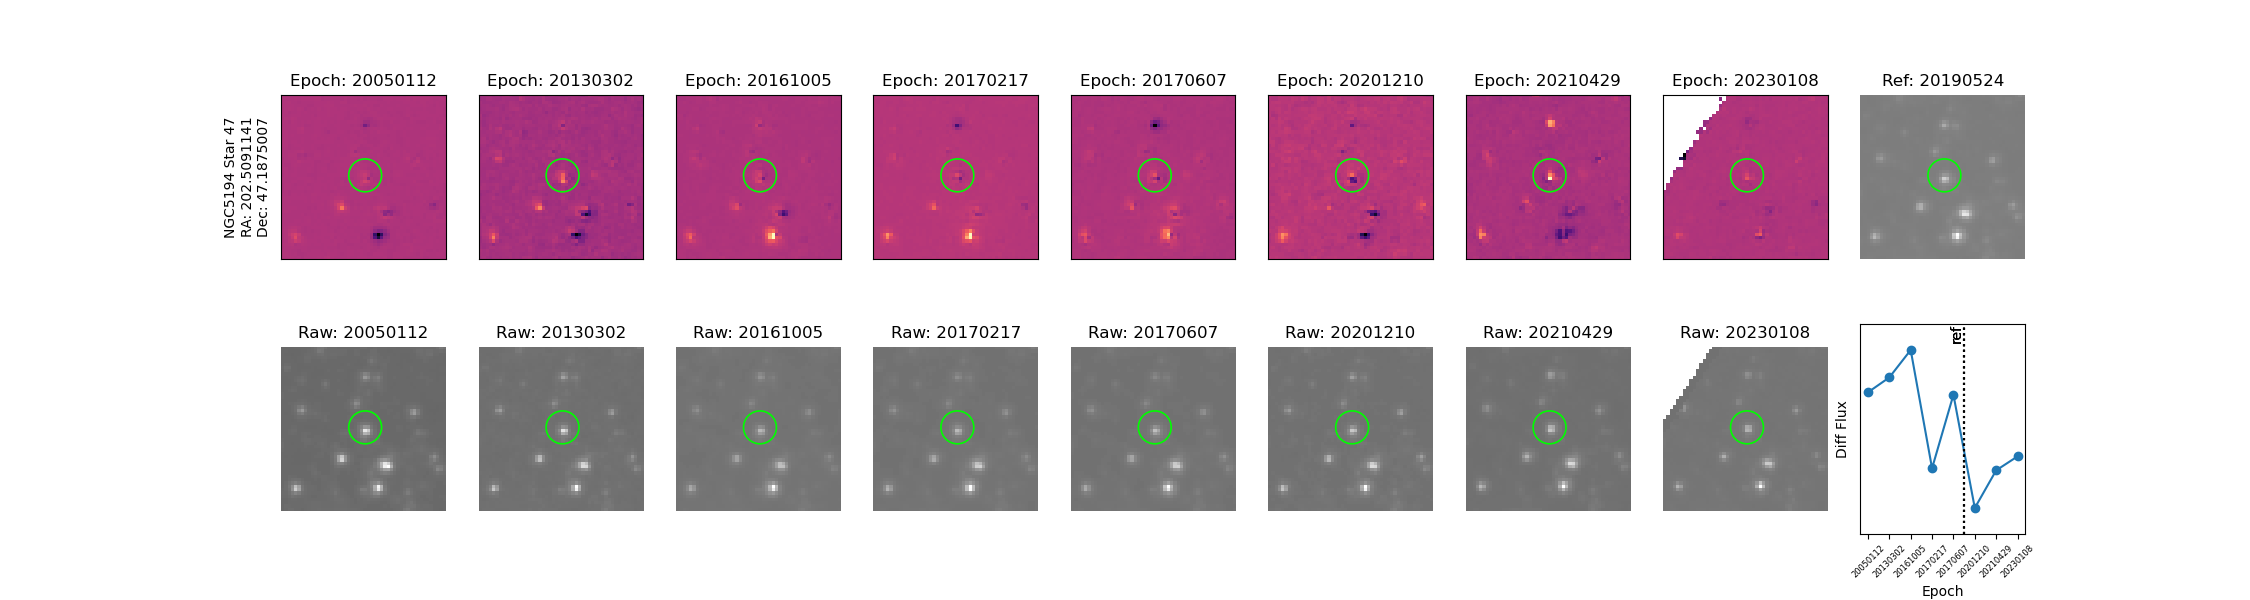 NGC5194 Star 47
RA: 202.5091141
Dec: 47.1875007
Epoch: 20050112
Epoch: 20130302
Epoch: 20161005
Epoch: 20170217
Epoch: 20170607
Epoch: 20201210
Epoch: 20210429
Epoch: 20230108
Ref: 20190524
Raw: 20050112
Raw: 20130302
Raw: 20161005
Raw: 20170217
Raw: 20170607
Raw: 20201210
Raw: 20210429
Raw: 20230108
ref
Diff Flux
20050112
20130302
20161005
20170217
20170607
20201210
20210429
20230108
Epoch